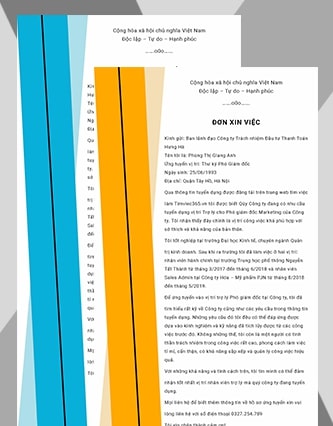 Cộng hòa xã hội chủ nghĩa Việt Nam
Độc lập – Tự do – Hạnh phúc
-----o0o-----
Cộng hòa xã hội chủ nghĩa Việt Nam
Độc lập – Tự do – Hạnh phúc
-----o0o-----
ĐƠN XIN VIỆC
Kính gửi: Ban lãnh đạo Công ty Trách nhiệm Đầu tư Thanh Toán
Hưng Hà
Tên tôi là: Phùng Thị Giang Anh
Ứng tuyển vị trí: Thư ký Phó Giám đốc
Ngày sinh: 25/06/1993
Địa chỉ: Quận Tây Hồ, Hà Nội
Qua thông tin tuyển dụng được đăng tải trên trang web tìm việc
làm Timviec365.vn tôi được biết Qúy Công ty đang có nhu cầu
tuyển dụng vị trí Trợ lý cho Phó giám đốc Marketing của Công
ty. Tôi nhận thấy đây chính là vị trí công việc khá phù hợp với
sở thích và khả năng của bản thân.
Tôi tốt nghiệp tại trường Đại học Kinh tế, chuyên ngành Quản
trị kinh doanh. Sau khi ra trường tôi đã làm việc ở hai vị trí
nhân viên hành chính tại trường Trung học phổ thông Nguyễn
Tất Thành từ tháng 2/2017 đến tháng 6/2018 và nhân viên
Sales Admin tại Công ty Hóa – Mỹ phẩm FJN từ tháng 8/2018
đến tháng 5/2019.
Để ứng tuyển vào vị trí trợ lý Phó giám đốc tại Công ty, tôi đã
tìm hiểu rất kỹ về Công ty cũng như các yêu cầu trong thông tin
tuyển dụng. Những yêu cầu đó tôi đều có thể đáp ứng được
dựa vào kinh nghiệm và kỹ năng đã tích lũy được từ các công
việc trước đó. Không những thế, tôi còn là một người có tinh
thần trách nhiệm trong công việc rất cao, phong cách làm việc
tỉ mỉ, cẩn thận, có khả năng sắp xếp và quản lý công việc hiệu
quả.
Với những khả năng và tính cách trên, tôi tin mình có thể đảm
nhận tốt nhất vị trí nhân viên trợ lý mà quý công ty đang tuyển
dụng.
Mọi liên hệ để biết thêm thông tin về hồ sơ ứng tuyển xin vui
lòng liên hệ với số điện thoại 0327.254.789
Tôi xin chân thành cảm ơn!